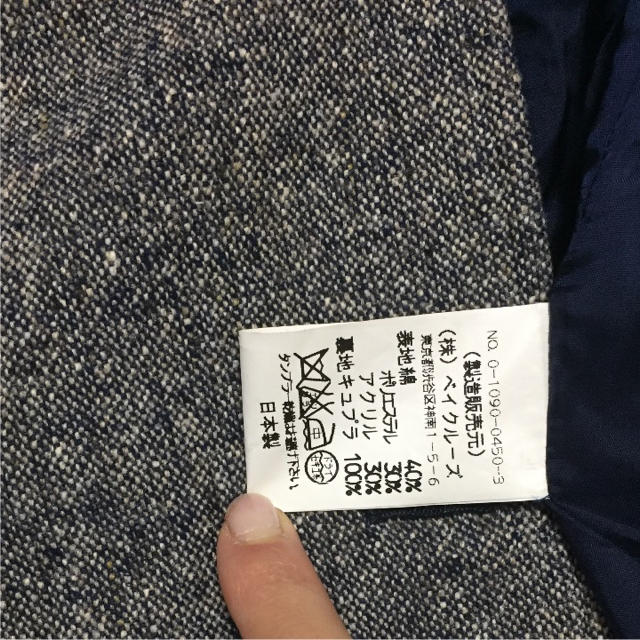 NO. 0-1090-0450-3
(製造販売元)
(株) ベイクルーズ
東京都渋谷区神南1-5-6
表地 綿 40%
ポリエステル 30%
アクリル 30%
裏地 キュプラ 100%
タンブラー乾燥はお避け下さい
日本製